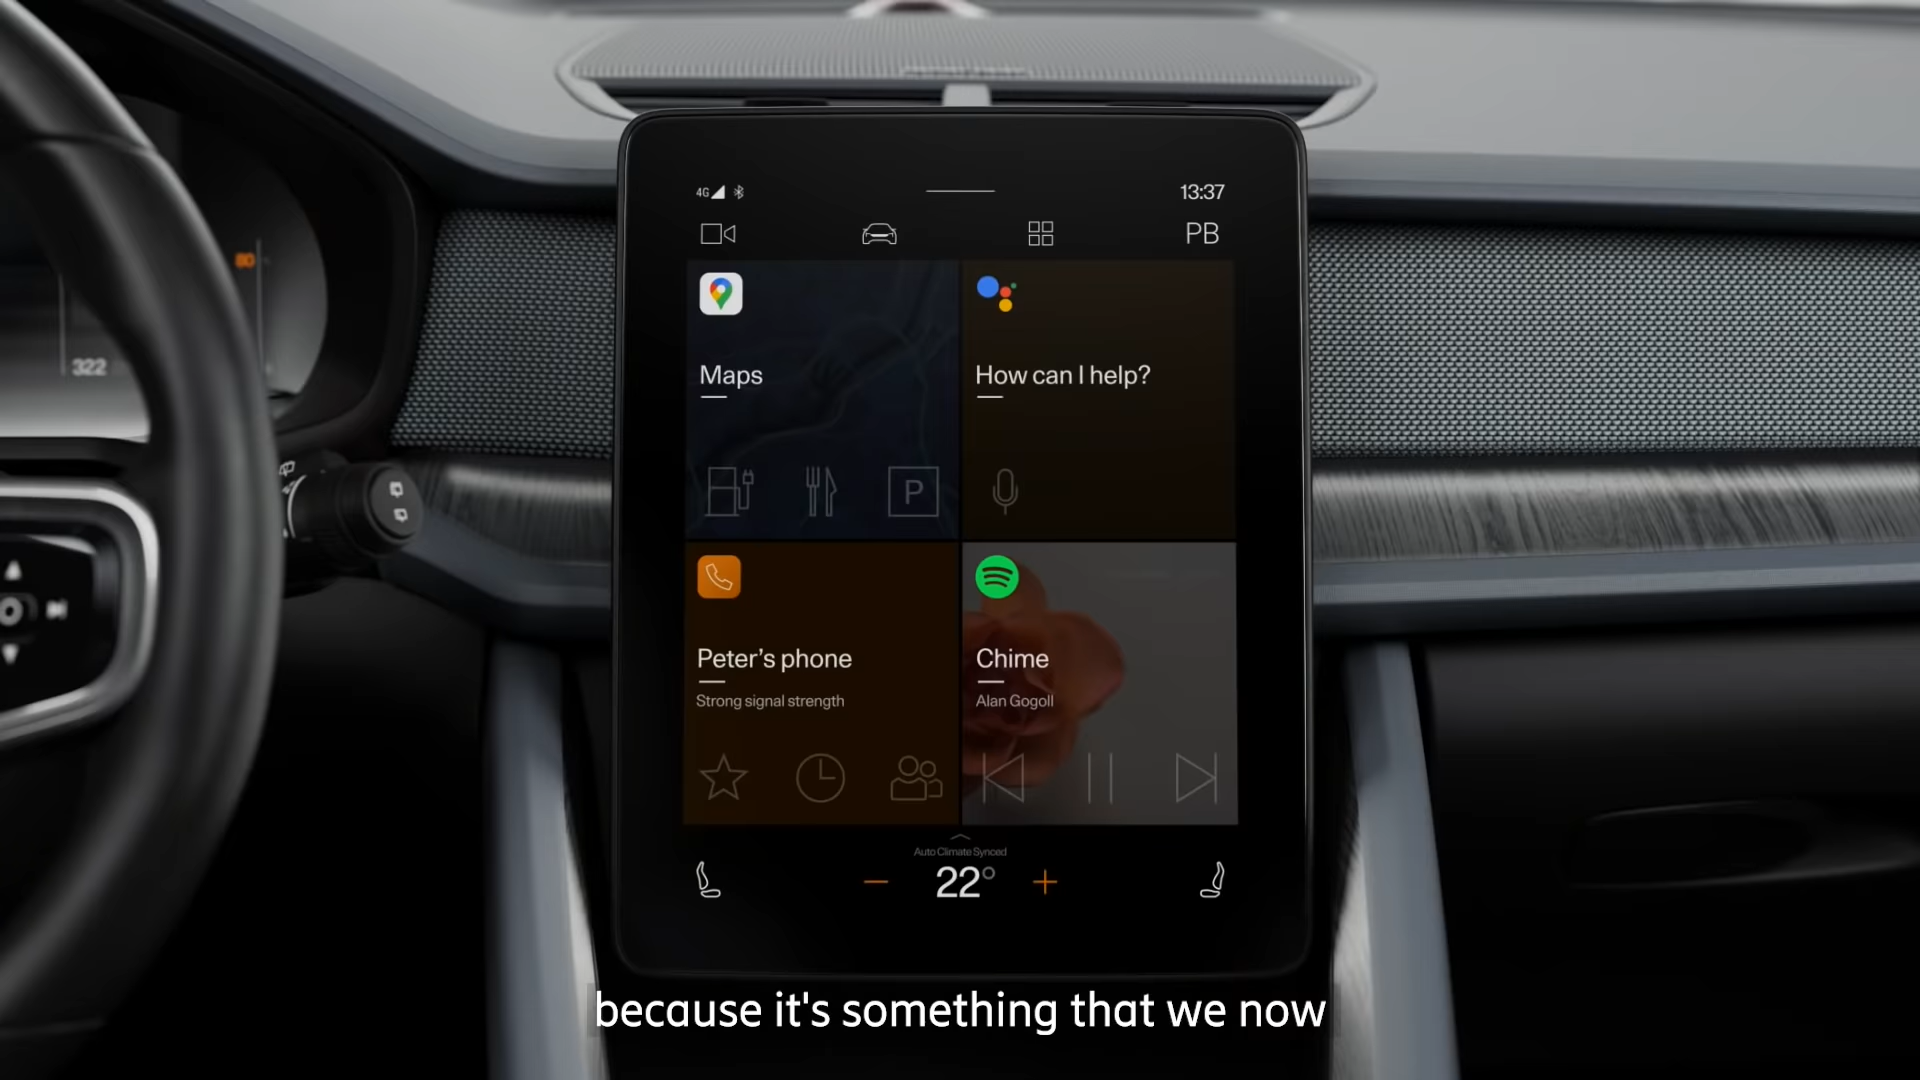 4G
13:37
PB
80
322
Maps
How can I help?
P
Peter's phone
Strong signal strength
Chime
Alan Gogoll
Auto Climate Synced
22°
because it's something that we now